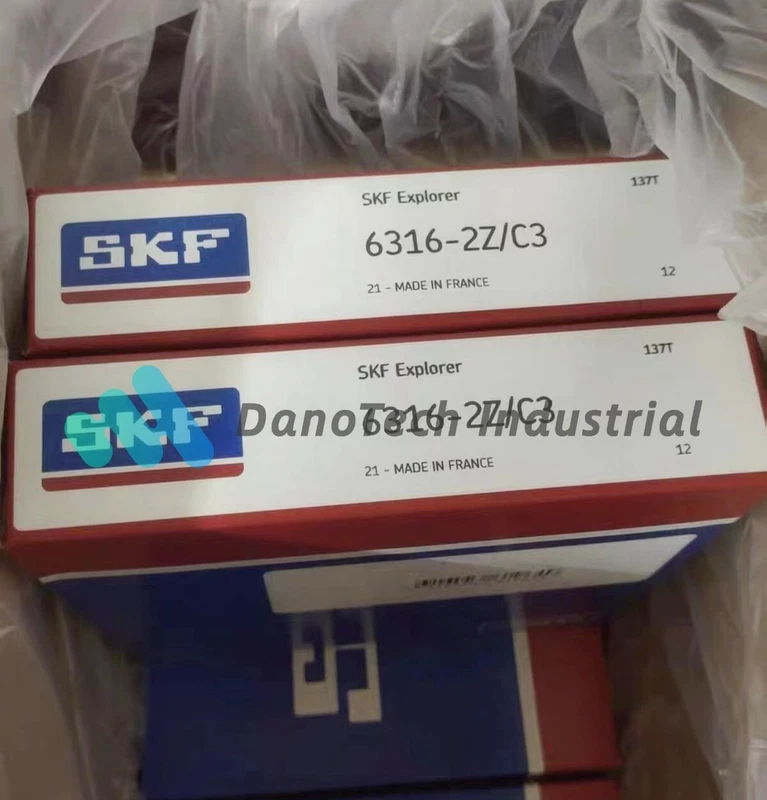 SKF Explorer
137T
SKF
6316-2Z/C3
21 - MADE IN FRANCE
12
SKF Explorer
137T
SKF
6316-2Z/C3
DanoTech Industrial
21 - MADE IN FRANCE
12